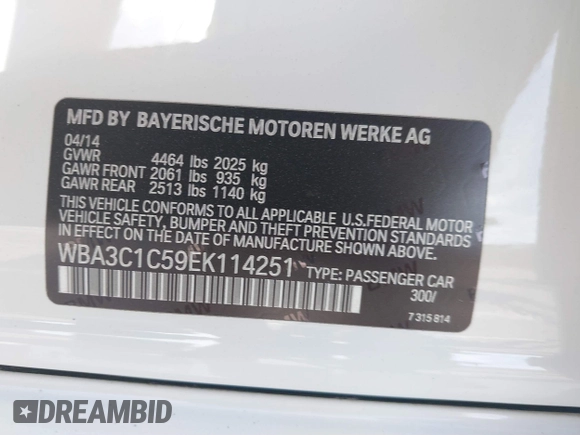 MFD BY BAYERISCHE MOTOREN WERKE AG
04/14
GVWR 4464 lbs 2025 kg
GAWR FRONT 2061 lbs 935 kg
GAWR REAR 2513 lbs 1140 kg
THIS VEHICLE CONFORMS TO ALL APPLICABLE U.S.FEDERAL MOTOR
VEHICLE SAFETY, BUMPER, AND THEFT PREVENTION STANDARDS
IN EFFECT ON THE DATE OF MANUFACTURE SHOWN ABOVE.
WBA3C1C59EK114251 TYPE: PASSENGER CAR
300/
7 315 814
DREAMBID